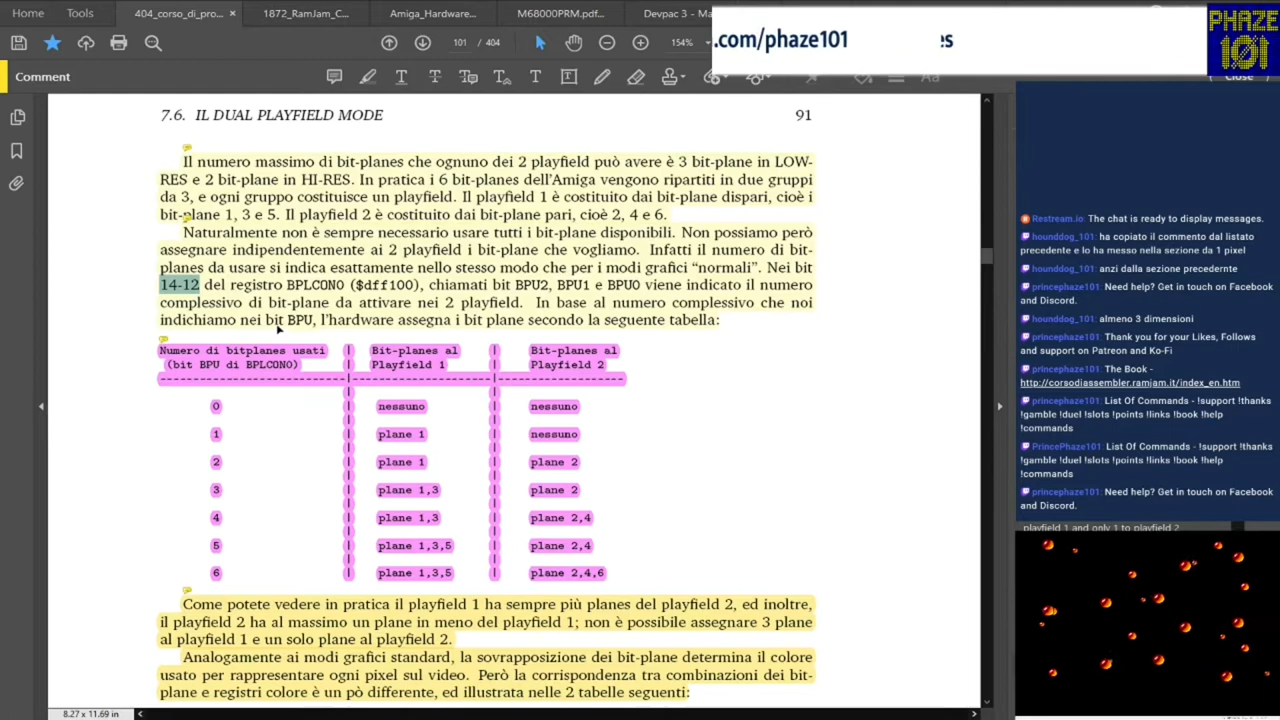 Home
Tools
404_corso_di_pro...
1872_RamJam_C...
Amiga_Hardware...
M68000PRM.pdf...
Devpac 3 - Ma
.com/phaze101
es
PHAZE
101
101 / 404
154%
Comment
Close
7.6. IL DUAL PLAYFIELD MODE
91
Il numero massimo di bit-planes che ognuno dei 2 playfield può avere è 3 bit-plane in LOW-
RES e 2 bit-plane in HI-RES. In pratica i 6 bit-planes dell'Amiga vengono ripartiti in due gruppi
da 3, e ogni gruppo costituisce un playfield. Il playfield 1 è costituito dai bit-plane dispari, cioè i
bit-plane 1, 3 e 5. Il playfield 2 è costituito dai bit-plane pari, cioè 2, 4 e 6.
Naturalmente non è sempre necessario usare tutti i bit-plane disponibili. Non possiamo però
assegnare indipendentente ai 2 playfield i bit-plane che vogliamo. Infatti il numero di bit-
planes da usare si indica esattamente nello stesso modo che per i modi grafici “normali”. Nei bit
14-12 del registro BPLCON0 ($dff100), chiamati bit BPU2, BPU1 e BPU0 viene indicato il numero
complessivo di bit-plane da attivare nei 2 playfield. In base al numero complessivo che noi
indichiamo nei bit BPU, l'hardware assegna i bit plane secondo la seguente tabella:
Numero di bitplanes usati | Bit-planes al | Bit-planes al
(bit BPU di BPLCON0) | Playfield 1 | Playfield 2
---------------------------|---------------------|------------------
0 | nessuno | nessuno
1 | plane 1 | nessuno
2 | plane 1 | plane 2
3 | plane 1,3 | plane 2
4 | plane 1,3 | plane 2,4
5 | plane 1,3,5 | plane 2,4
6 | plane 1,3,5 | plane 2,4,6
Come potete vedere in pratica il playfield 1 ha sempre più planes del playfield 2, ed inoltre,
il playfield 2 ha al massimo un plane in meno del playfield 1; non è possibile assegnare 3 plane
al playfield 1 e un solo plane al playfield 2.
Analogamente ai modi grafici standard, la sovrapposizione dei bit-plane determina il colore
usato per rappresentare ogni pixel sul video. Però la corrispondenza tra combinazioni dei bit-
plane e registri colore è un pò differente, ed illustrata nelle 2 tabelle seguenti:
8.27 x 11.69 in
Restream.io: The chat is ready to display messages.
hounddog_101: ha copiato il commento dal listato
precedente e lo ha messo nella sezione da 1 pixel
hounddog_101: anzi dalla sezione precedernte
princephaze101: Need help? Get in touch on Facebook
and Discord.
hounddog_101: almeno 3 dimensioni
princephaze101: Thank you for your Likes, Follows
and support on Patreon and Ko-Fi
princephaze101: The Book -
http://corsodiassembler.ramjam.it/index_en.htm
princephaze101: List Of Commands - !support !thanks
!gamble !duel !slots !points !links !book !help
!commands
PrincePhaze101: List Of Commands - !support !thanks
!gamble !duel !slots !points !links !book !help
!commands
princephaze101: Need help? Get in touch on Facebook
and Discord.
playfield 1 and only 1 to playfield 2